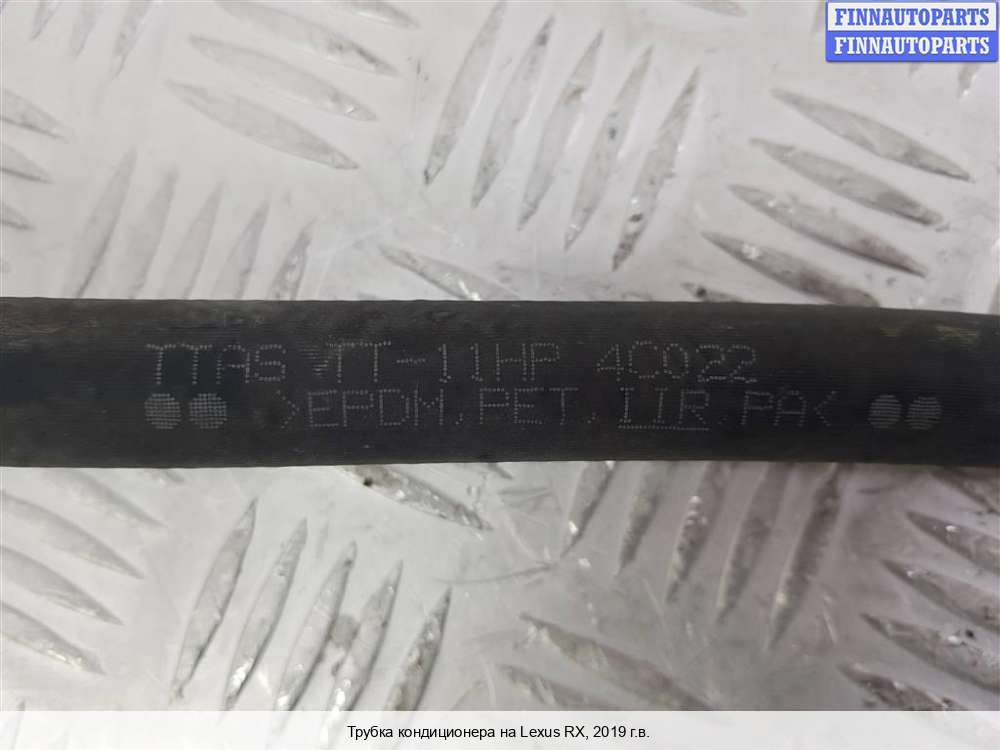 FINNAUTOPARTS
FINNAUTOPARTS
TTAS TT-11HP 4C022
>EPDM,PET,IIR,PA<
Трубка кондиционера на Lexus RX, 2019 г.в.